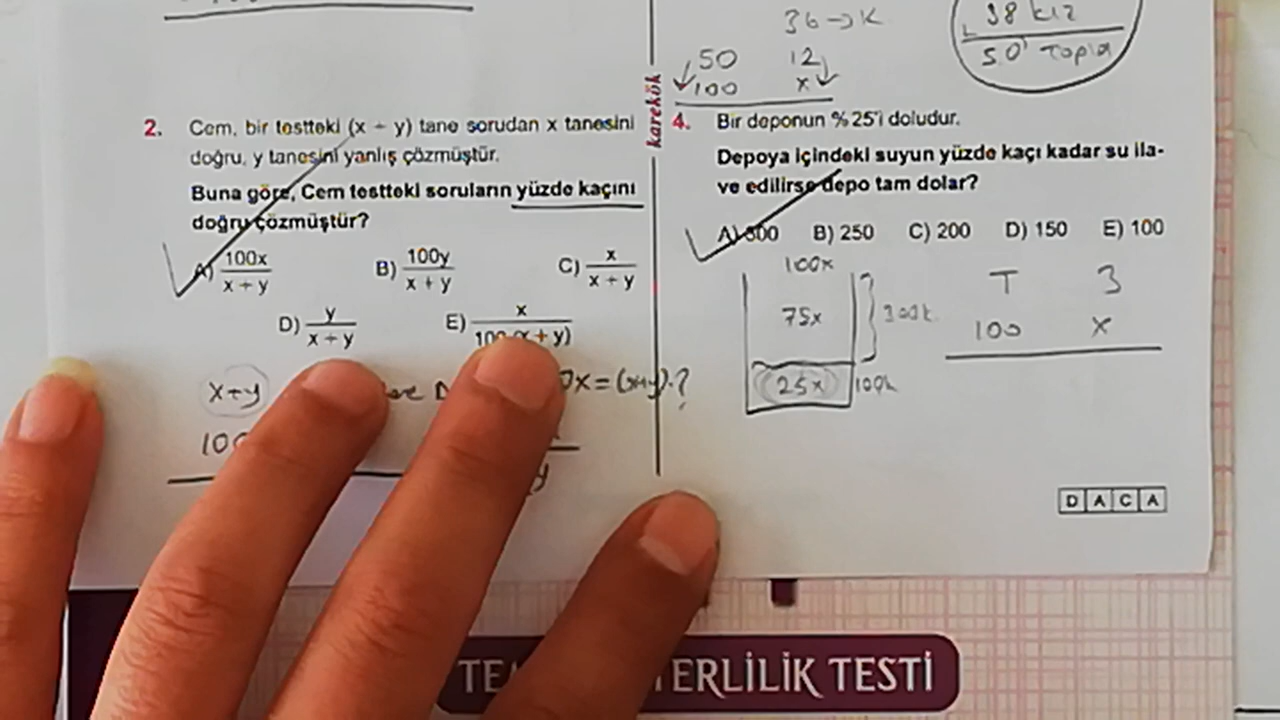 36 → K
50 12
100 x
38 kız
50 Topla
karekök
2. Cem, bir testteki (x + y) tane sorudan x tanesini
doğru, y tanesini yanlış çözmüştür.
Buna göre, Cem testteki soruların yüzde kaçını
doğru çözmüştür?
A) 100x / x + y B) 100y / x + y C) x / x + y
D) y / x + y E) x / 100(x + y)
x+y
x = (x+y).?
4. Bir deponun %25'i doludur.
Depoya içindeki suyun yüzde kaçı kadar su ila-
ve edilirse depo tam dolar?
A) 300 B) 250 C) 200 D) 150 E) 100
100x
75x 300k
25x 100k
T 3
100 x
D A C A
TE ERLİLİK TESTİ